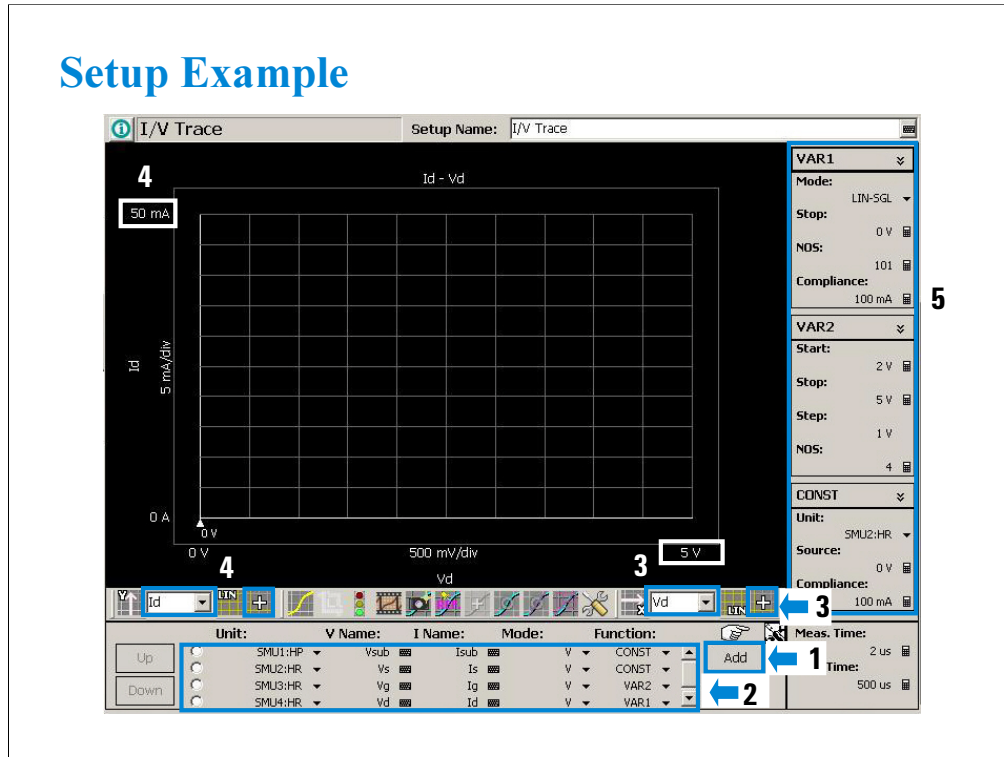 Setup Example
I/V Trace
Setup Name: I/V Trace
4
Id - Vd
50 mA
Id
5 mA/div
0 A
0 V
0 V
500 mV/div
5 V
Vd
4
3
Y
Id
LIN
X
Vd
LIN
3
VAR1
Mode:
LIN-SGL
Stop:
0 V
NOS:
101
Compliance:
100 mA
5
VAR2
Start:
2 V
Stop:
5 V
Step:
1 V
NOS:
4
CONST
Unit:
SMU2:HR
Source:
0 V
Compliance:
100 mA
Unit: V Name: I Name: Mode: Function:
Up
Down
SMU1:HP Vsub Isub V CONST
SMU2:HR Vs Is V CONST
SMU3:HR Vg Ig V VAR2
SMU4:HR Vd Id V VAR1
Add
1
2
Meas. Time:
2 us
Time:
500 us